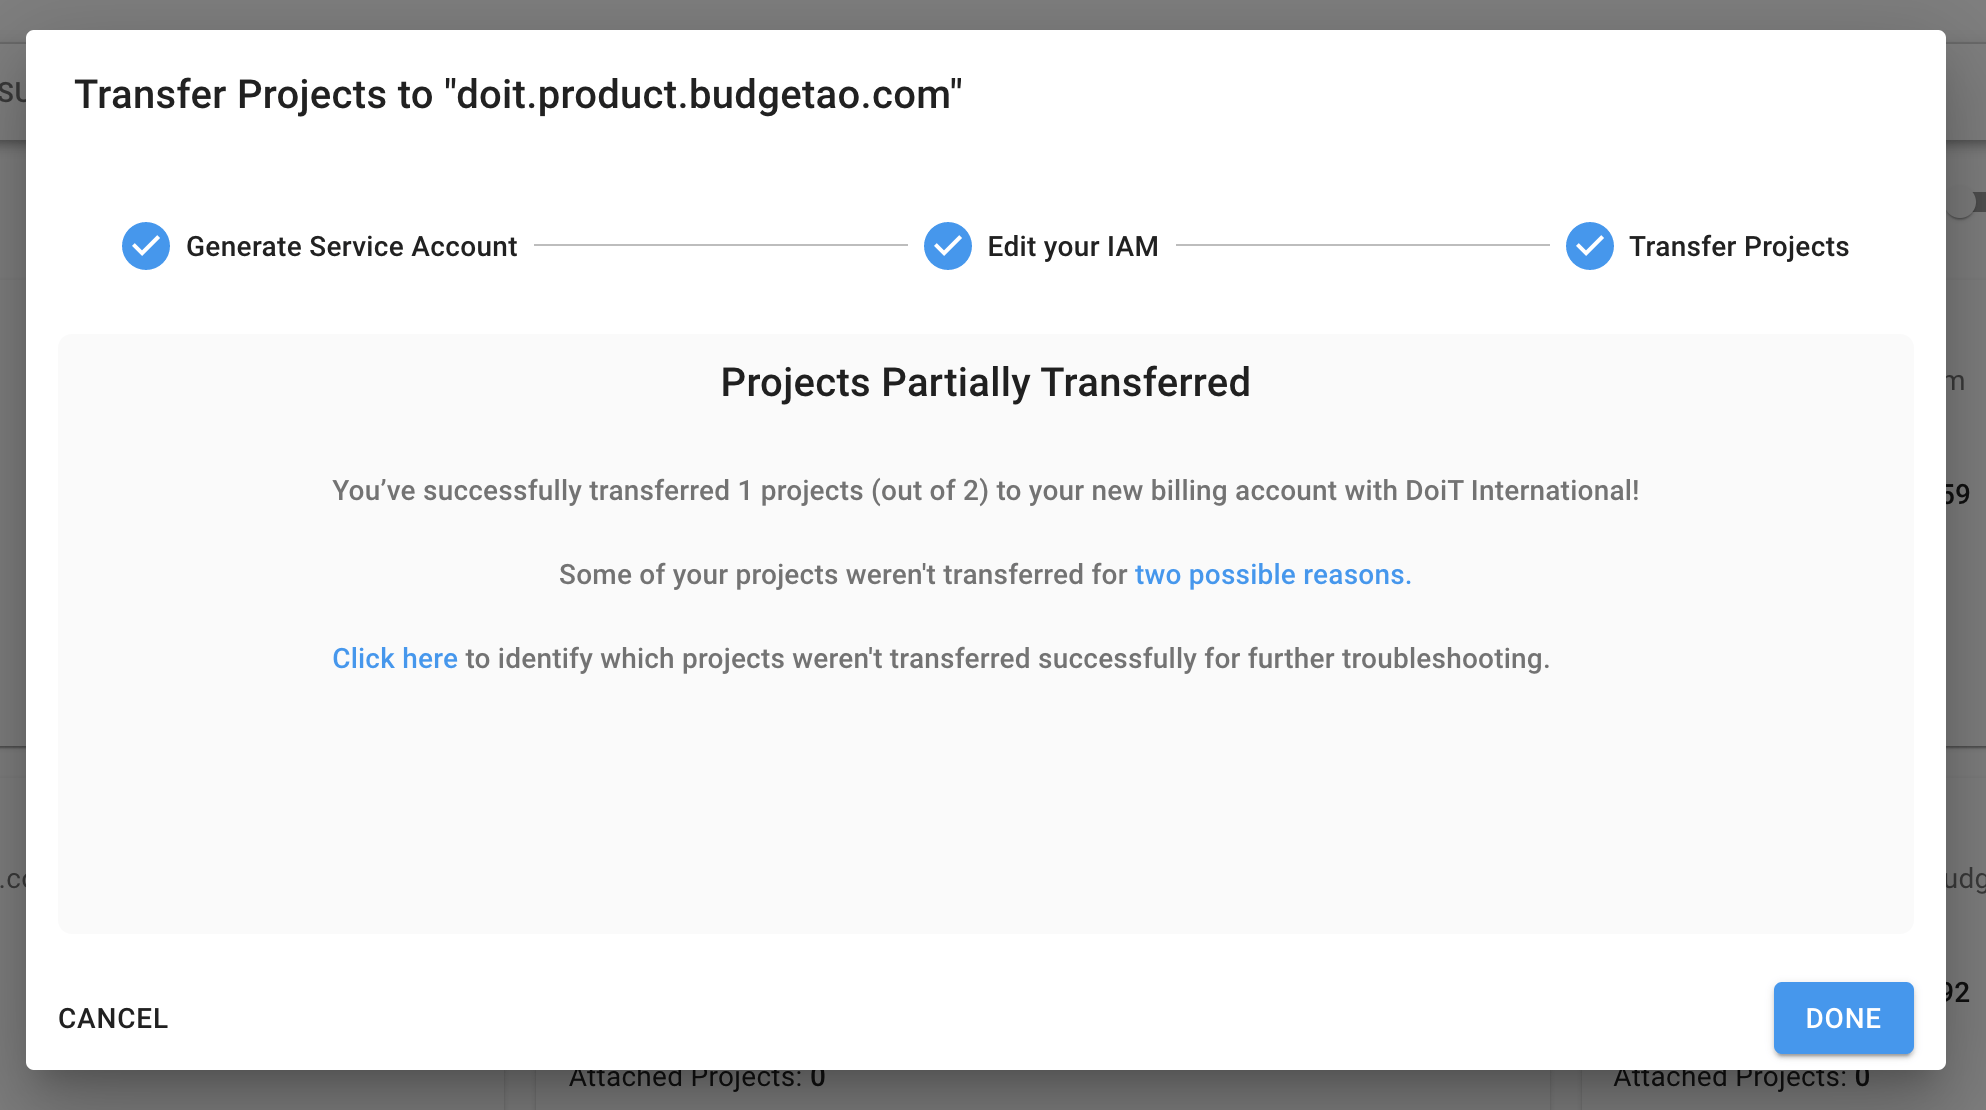 Transfer Projects to "doit.product.budgetao.com"
Generate Service Account
Edit your IAM
Transfer Projects
Projects Partially Transferred
You’ve successfully transferred 1 projects (out of 2) to your new billing account with DoiT International!
Some of your projects weren't transferred for two possible reasons.
Click here to identify which projects weren't transferred successfully for further troubleshooting.
CANCEL
DONE
Attached Projects: 0
Attached Projects: 0